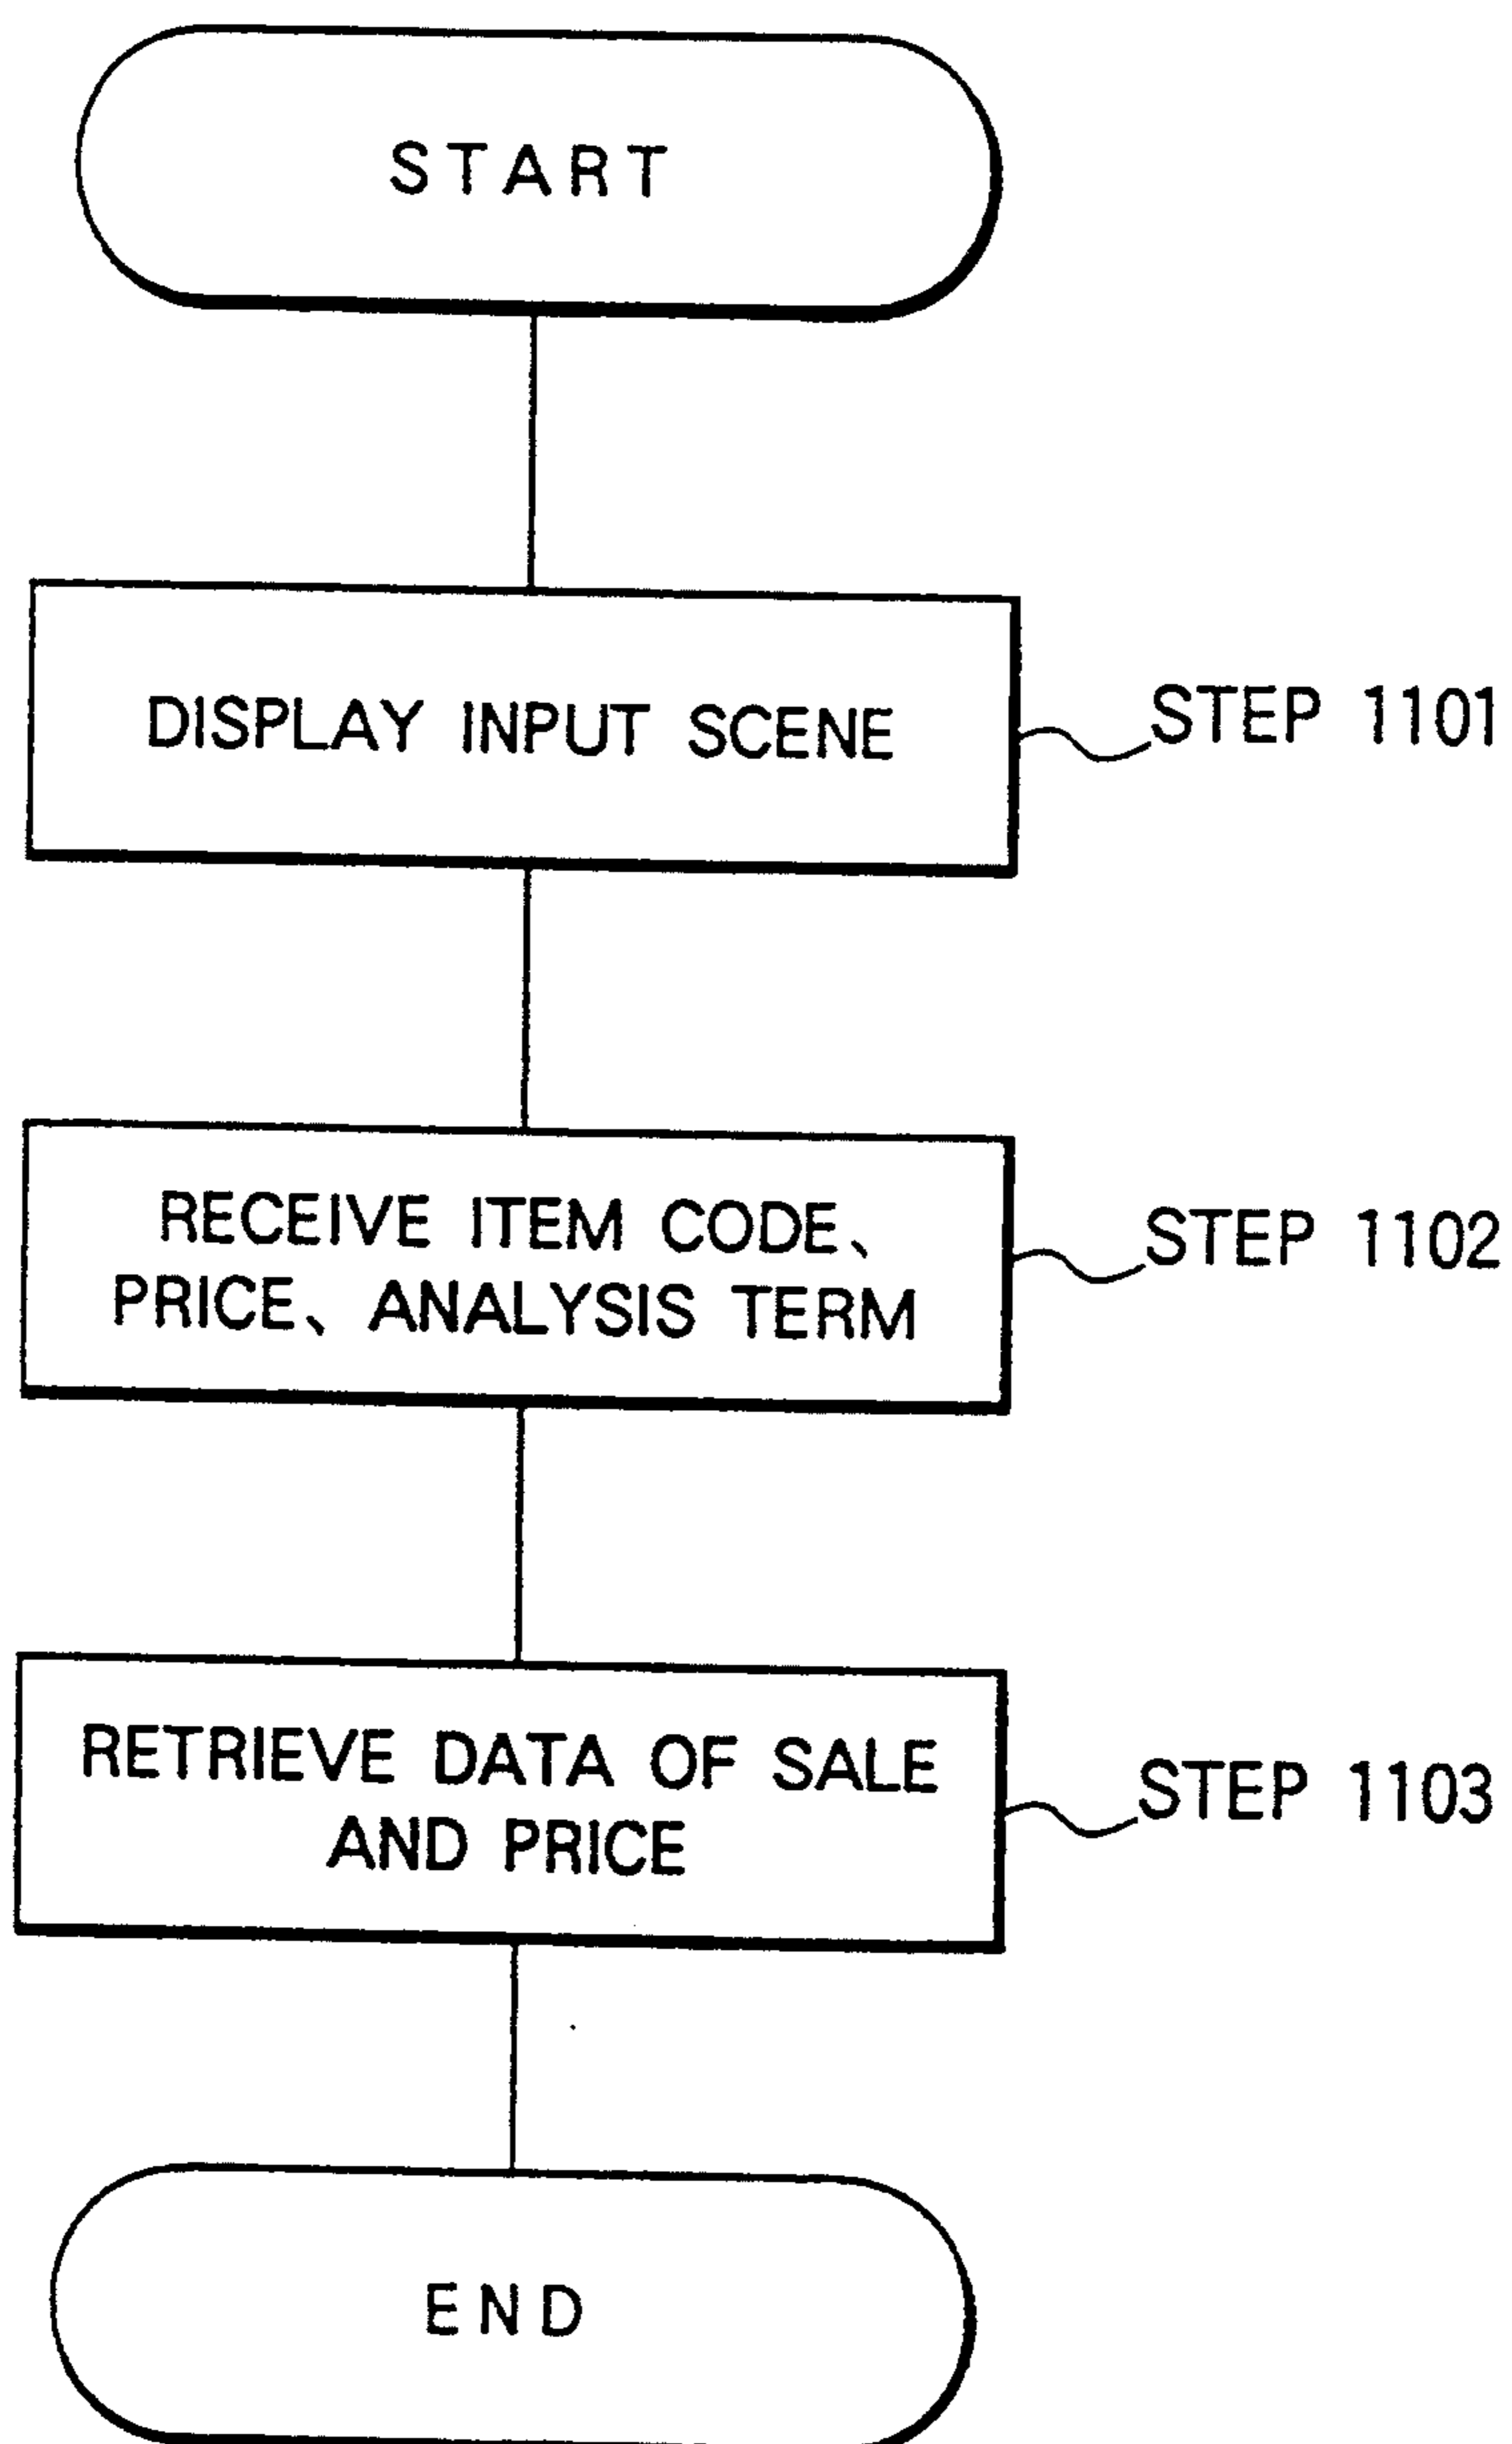 START
DISPLAY INPUT SCENE
STEP 1101
RECEIVE ITEM CODE、
PRICE、ANALYSIS TERM
STEP 1102
RETRIEVE DATA OF SALE
AND PRICE
STEP 1103
END